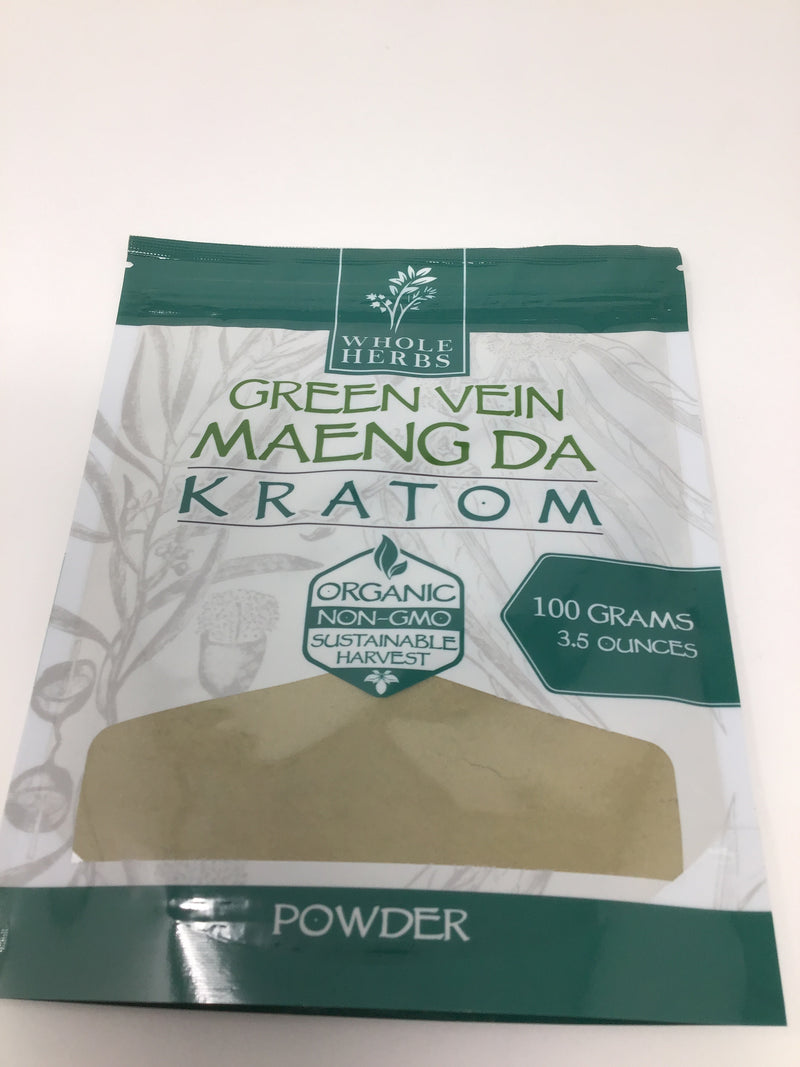 WHOLE
HERBS
GREEN VEIN
MAENG DA
KRATOM
ORGANIC
NON-GMO
SUSTAINABLE
HARVEST
100 GRAMS
3.5 OUNCES
POWDER